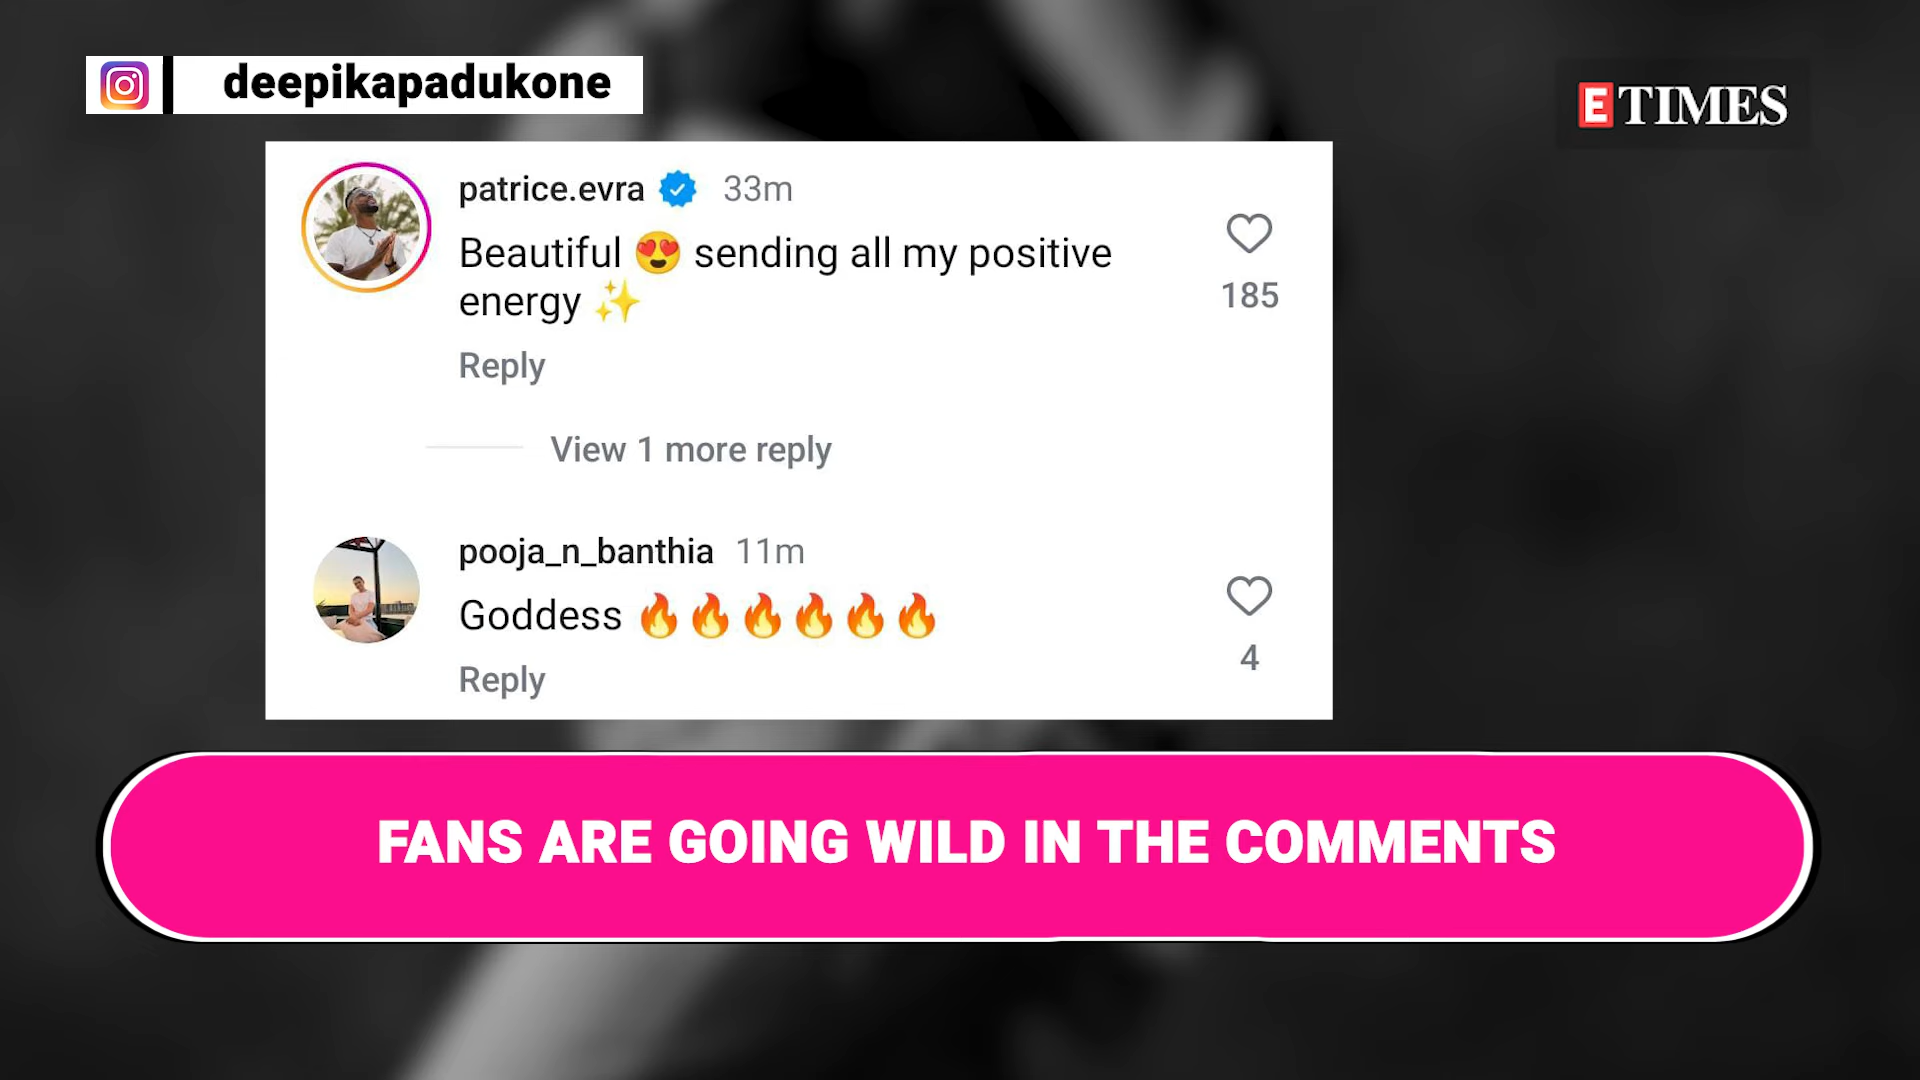 deepikapadukone
E TIMES
patrice.evra 33m
Beautiful 😍 sending all my positive
energy ✨
185
Reply
View 1 more reply
pooja_n_banthia 11m
Goddess 🔥🔥🔥🔥🔥🔥
4
Reply
FANS ARE GOING WILD IN THE COMMENTS